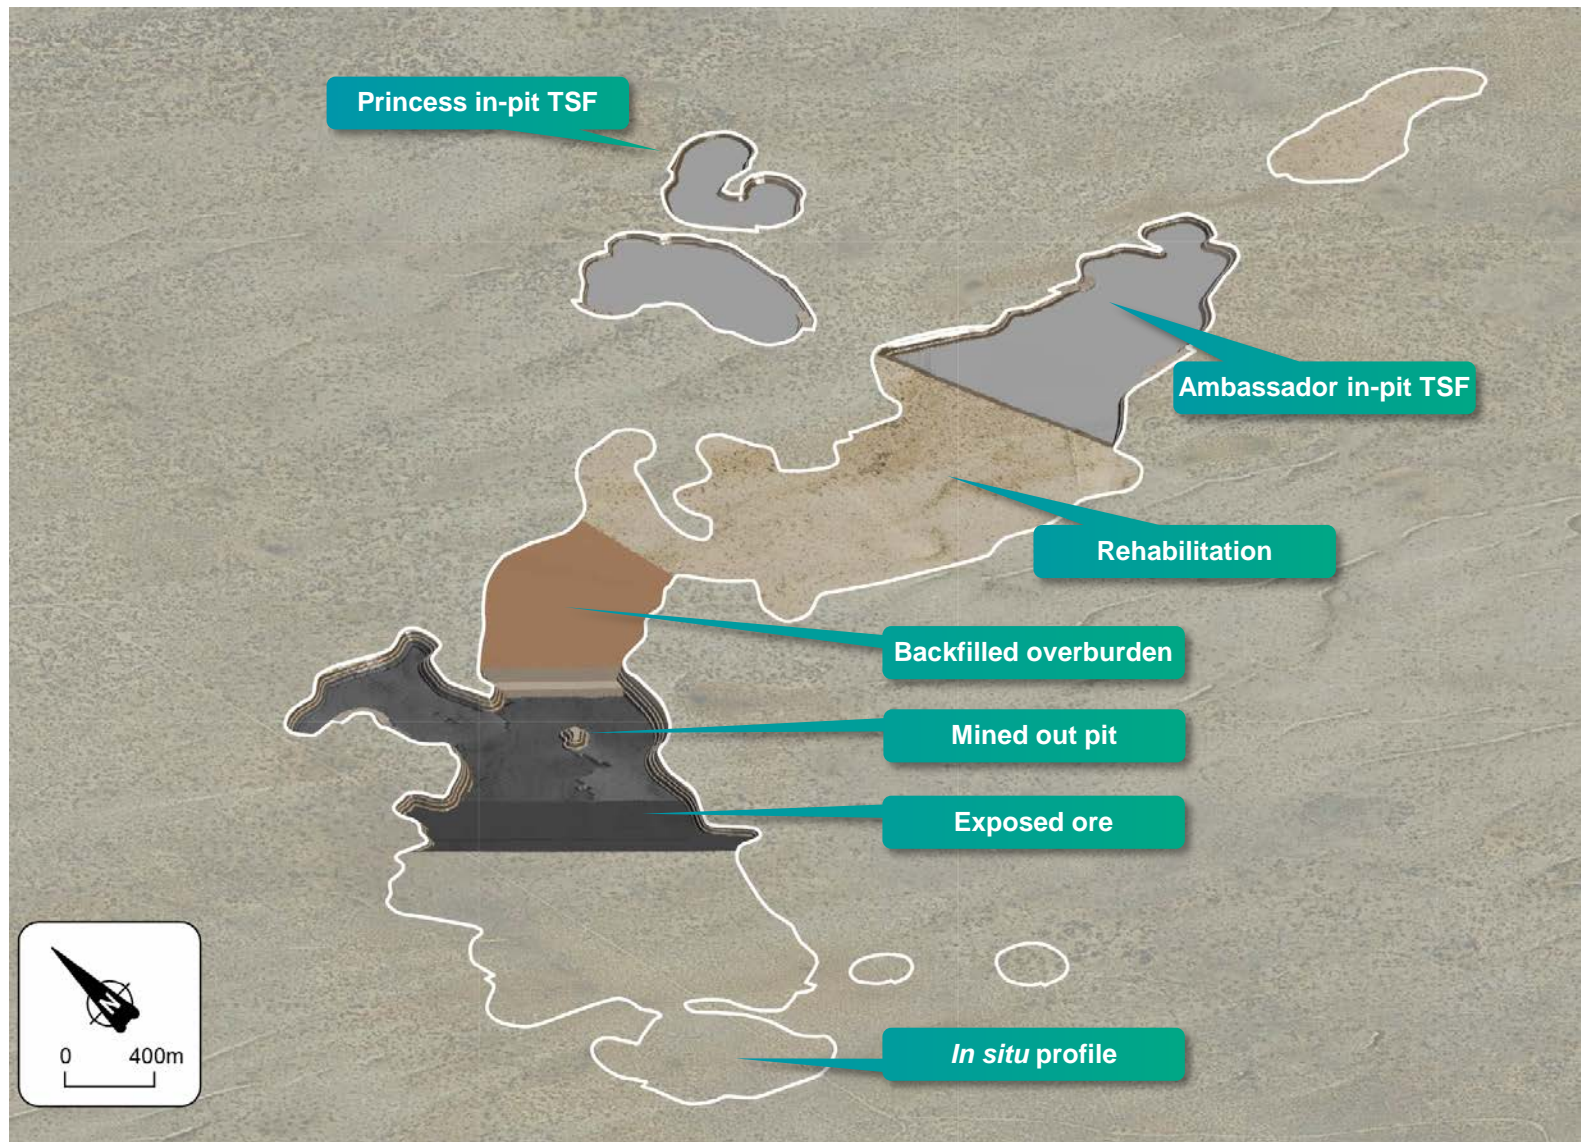 Princess in-pit TSF
Ambassador in-pit TSF
Rehabilitation
Backfilled overburden
Mined out pit
Exposed ore
In situ profile
N
0 400m